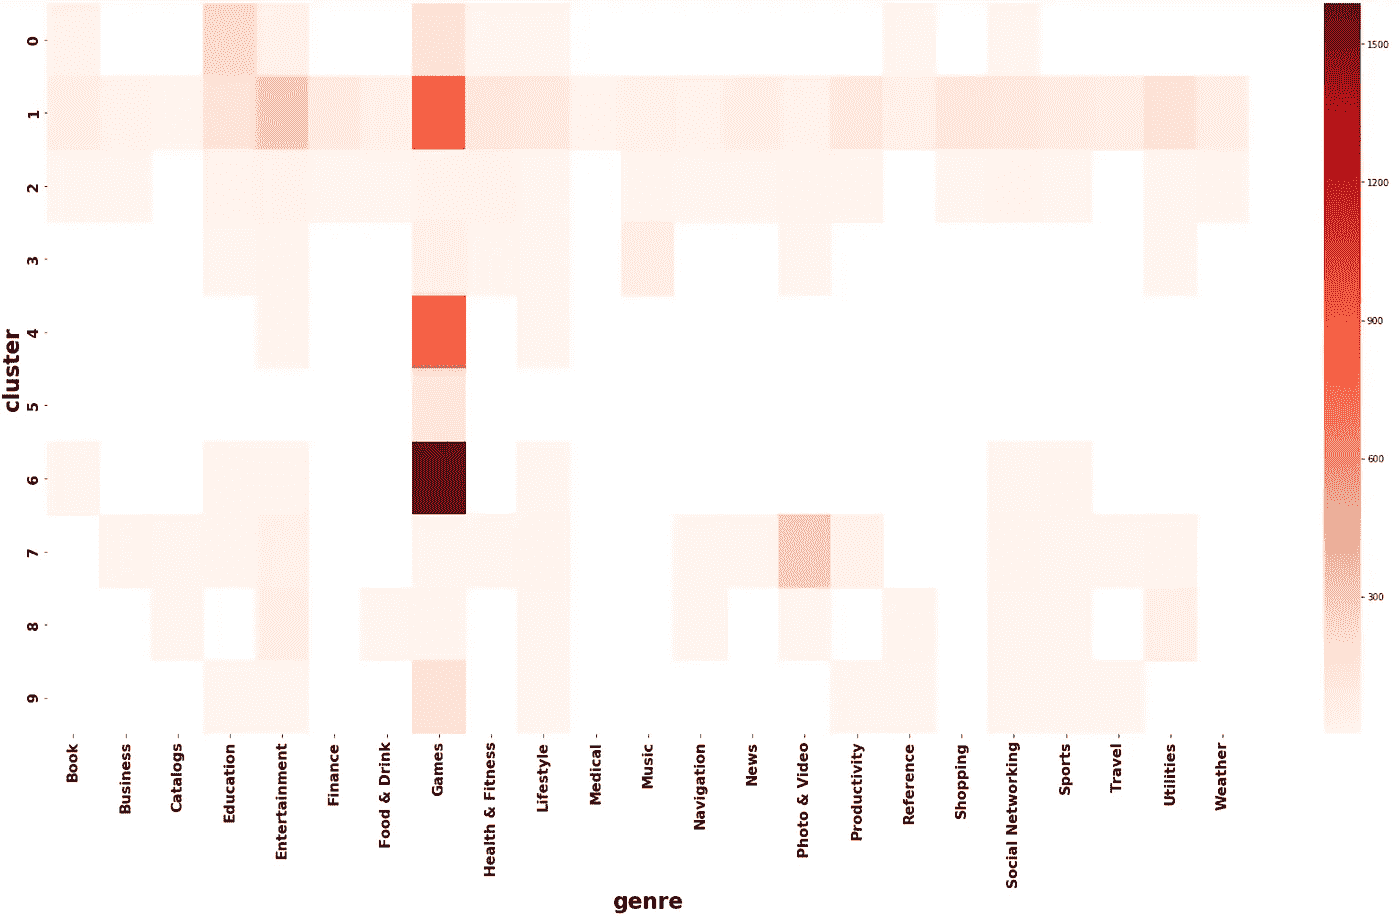 cluster
0
1
2
3
4
5
6
7
8
9
1500
1200
900
600
300
Book
Business
Catalogs
Education
Entertainment
Finance
Food & Drink
Games
Health & Fitness
Lifestyle
Medical
Music
Navigation
News
Photo & Video
Productivity
Reference
Shopping
Social Networking
Sports
Travel
Utilities
Weather
genre